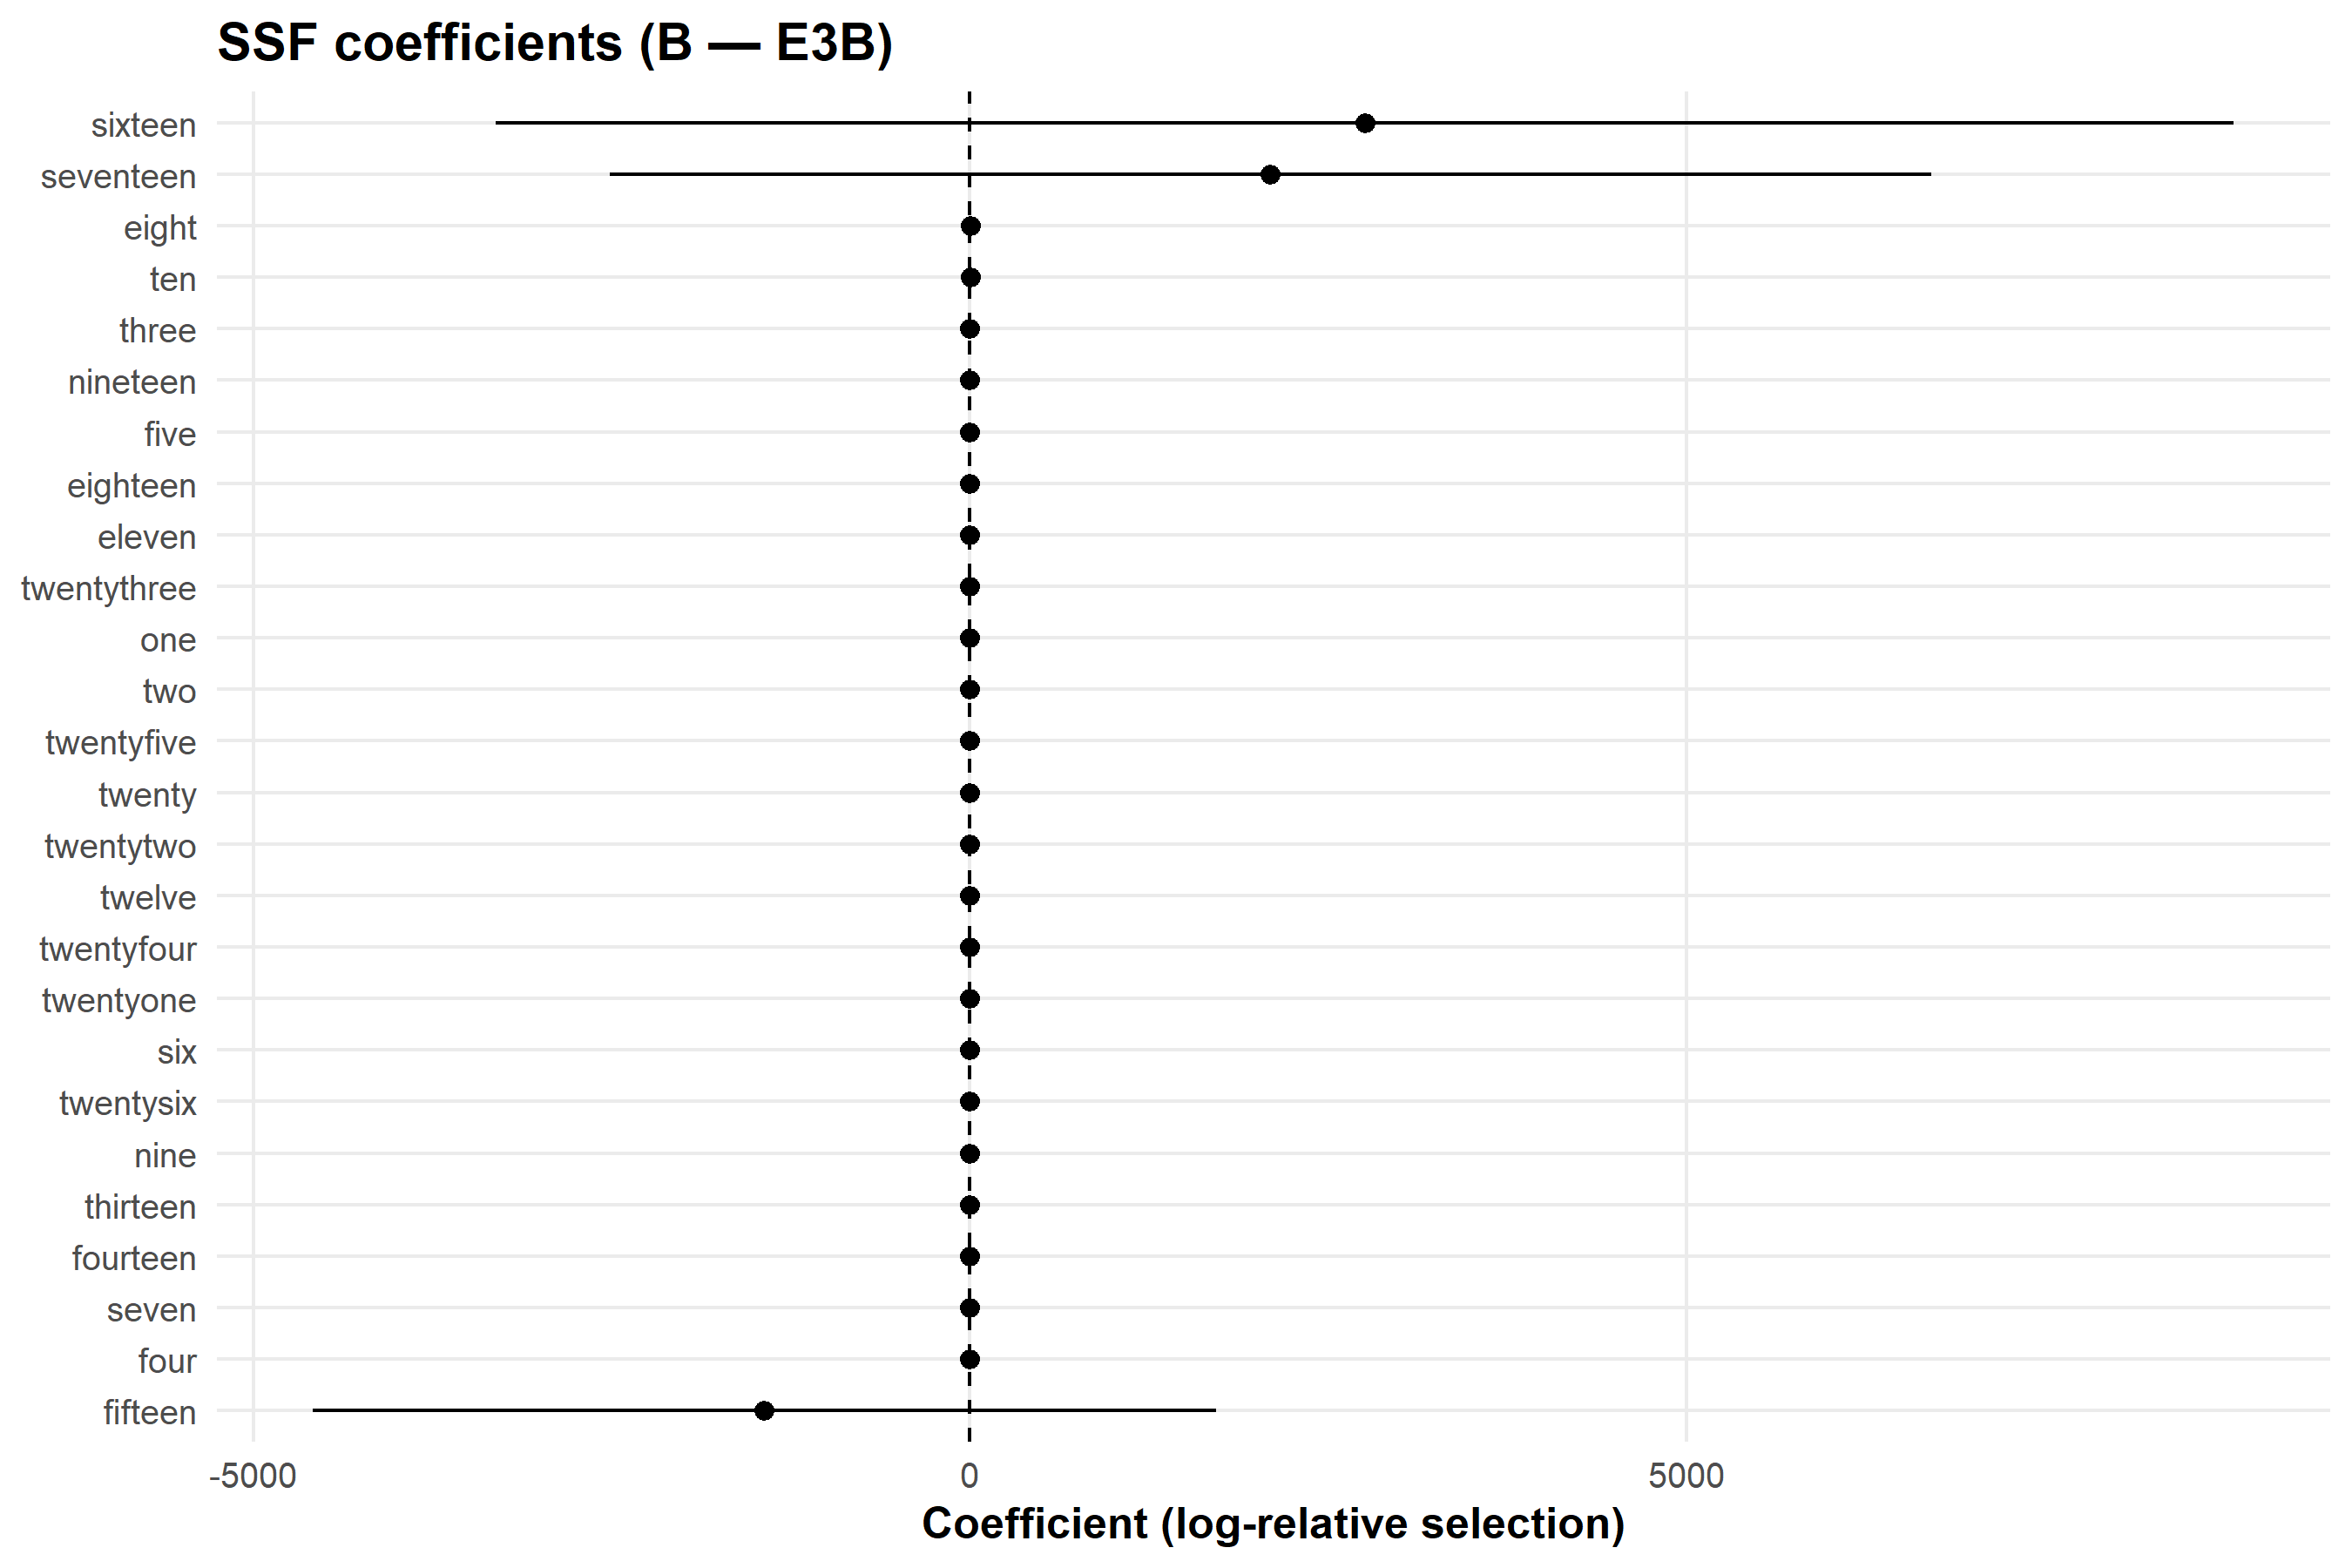 SSF coefficients (B — E3B)
sixteen
seventeen
eight
ten
three
nineteen
five
eighteen
eleven
twentythree
one
two
twentyfive
twenty
twentytwo
twelve
twentyfour
twentyone
six
twentysix
nine
thirteen
fourteen
seven
four
fifteen
-5000 0 5000
Coefficient (log-relative selection)